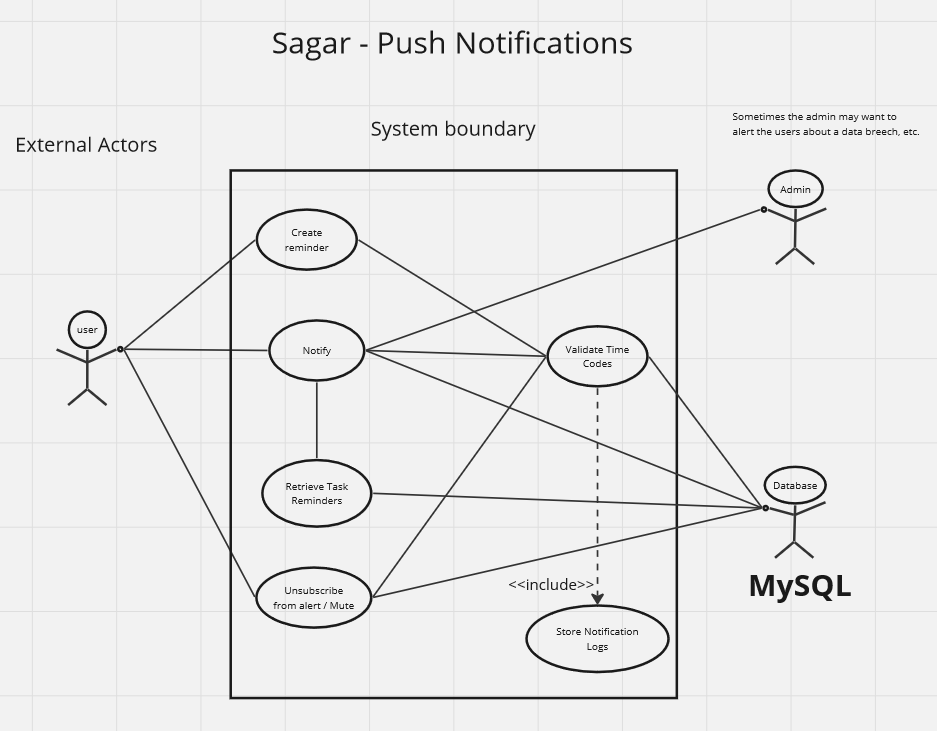 Sagar - Push Notifications
External Actors
System boundary
Sometimes the admin may want to
alert the users about a data breech, etc.
Admin
Create
reminder
user
Notify
Validate Time
Codes
Retrieve Task
Reminders
Database
MySQL
<<include>>
Unsubscribe
from alert / Mute
Store Notification
Logs